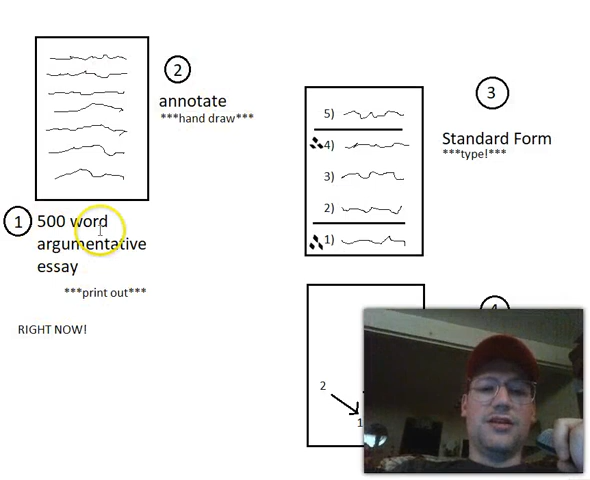 2
annotate
***hand draw***
1
500 word
argumentative
essay
***print out***
RIGHT NOW!
3
Standard Form
***type!***
5)
4)
3)
2)
1)
2
1